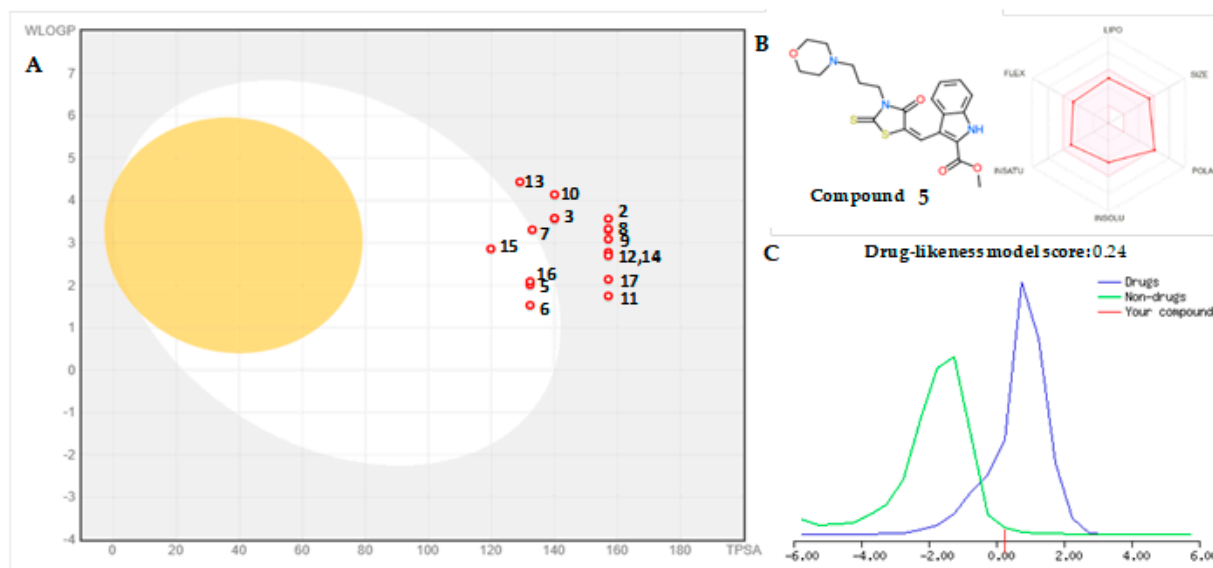 WLOGP
A
7
6
5
4
3
2
1
0
-1
-2
-3
-4
0
20
40
60
80
100
120
140
160
180
TPSA
13
10
3
2
7
8
9
15
12,14
16
5
17
6
11
B
O
N
N
O
S
S
NH
O
O
Compound 5
LIPO
FLEX
SIZE
INSATU
POLA
INSOLU
C
Drug-likeness model score: 0.24
Drugs
Non-drugs
Your compound
-6.00
-4.00
-2.00
0.00
2.00
4.00
6.00